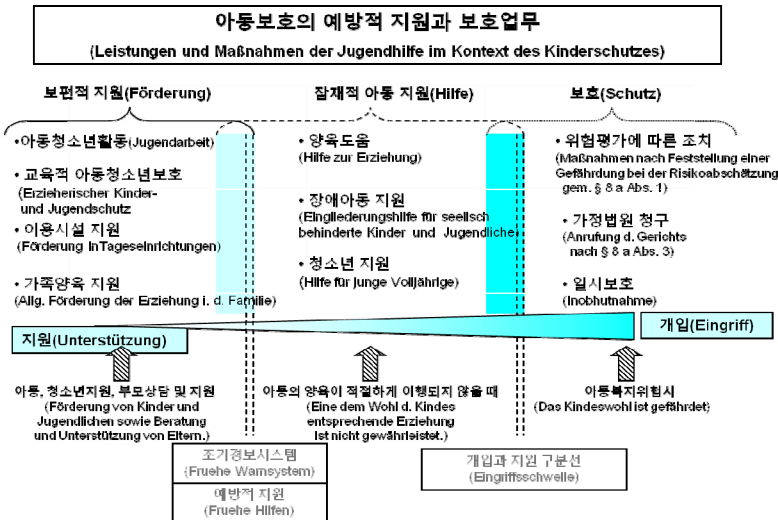 아동보호의 예방적 지원과 보호업무
(Leistungen und Maßnahmen der Jugendhilfe im Kontext des Kinderschutzes)
보편적 지원(Förderung)
•아동청소년활동(Jugendarbeit)
• 교육적 아동청소년보호
(Erzieherischer Kinder-
und Jugendschutz
• 이용시설 지원
(Förderung inTageseinrichtungen)
• 가족양육 지원
(Allg. Förderung der Erziehung i. d. Familie)
잠재적 아동 지원(Hilfe)
• 양육도움
(Hilfe zur Erziehung)
• 장애아동 지원
(Eingliederungshilfe für seelisch
behinderte Kinder und Jugendliche)
• 청소년 지원
(Hilfe für junge Volljährige)
보호(Schutz)
• 위험평가에 따른 조치
(Maßnahmen nach Feststellung einer
Gefährdung bei der Risikoabschätzung
gem. § 8 a Abs. 1)
• 가정법원 청구
(Anrufung d. Gerichts
nach § 8 a Abs. 3)
• 일시보호
(Inobhutnahme)
지원(Unterstützung)
개입(Eingriff)
아동, 청소년지원, 부모상담 및 지원
(Förderung von Kinder und
Jugendlichen sowie Beratung
und Unterstützung von Eltern.)
아동의 양육이 적절하게 이행되지 않을 때
(Eine dem Wohl d. Kindes
entsprechende Erziehung
Ist nicht gewährleistet.)
아동복지위험시
(Das Kindeswohl ist gefährdet)
조기경보시스템
(Fruehe Warnsystem)
예방적 지원
(Fruehe Hilfen)
개입과 지원 구분선
(Eingriffsschwelle)